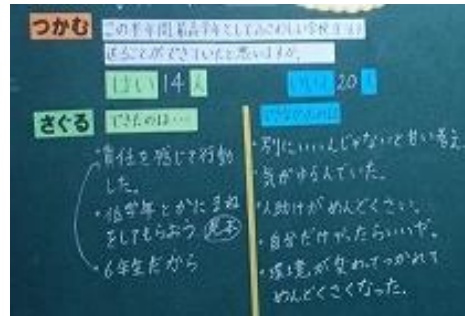 つかむ この半年間、最高学年としてふさわしい学校生活を
送ることができていたと思いますか。
はい 14人 いいえ 20人
さぐる できたのは… できなかったのは
・責任を感じて行動
した。
・低学年とかにまね
をしてもらおう 見本
・6年生だから
・別にいいんじゃないと甘い考え
・気がゆるんでいた。
・人助けがめんどくさい。
・自分だけだったらいいや。
・環境が変わってつかれて
めんどくさくなった。